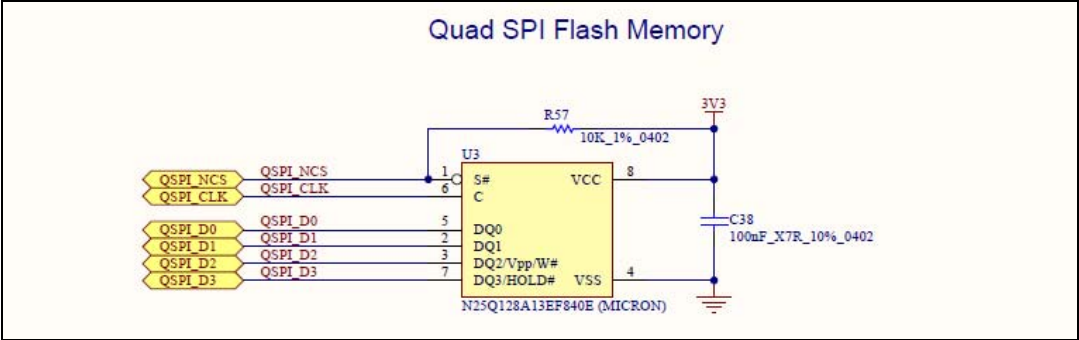 Quad SPI Flash Memory
3V3
R57
10K_1%_0402
U3
QSPI_NCS QSPI_NCS 1 S# VCC 8
QSPI_CLK QSPI_CLK 6 C
C38
100nF_X7R_10%_0402
QSPI_D0 QSPI_D0 5 DQ0
QSPI_D1 QSPI_D1 2 DQ1
QSPI_D2 QSPI_D2 3 DQ2/Vpp/W#
QSPI_D3 QSPI_D3 7 DQ3/HOLD# VSS 4
N25Q128A13EF840E (MICRON)